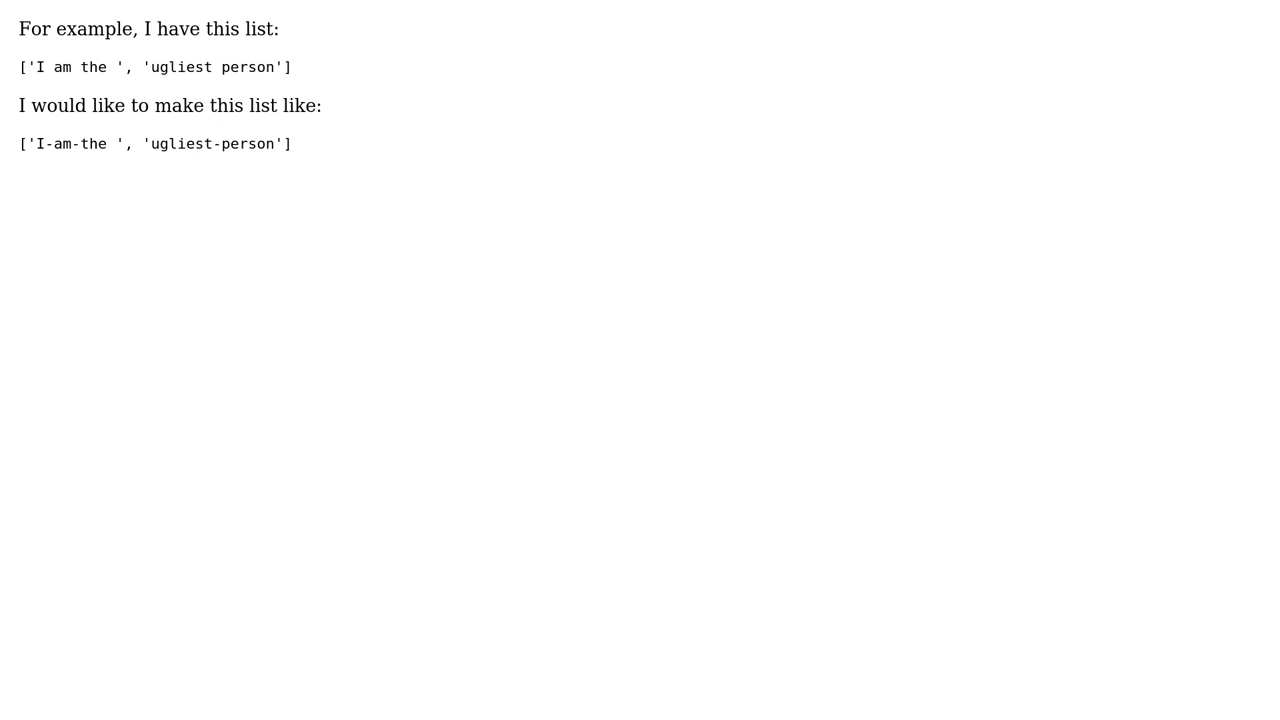 For example, I have this list:
['I am the ', 'ugliest person']
I would like to make this list like:
['I-am-the ', 'ugliest-person']